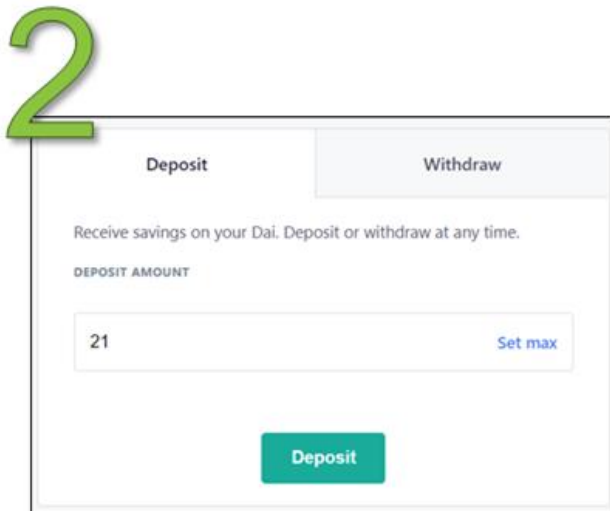 2
Deposit Withdraw
Receive savings on your Dai. Deposit or withdraw at any time.
DEPOSIT AMOUNT
21 Set max
Deposit